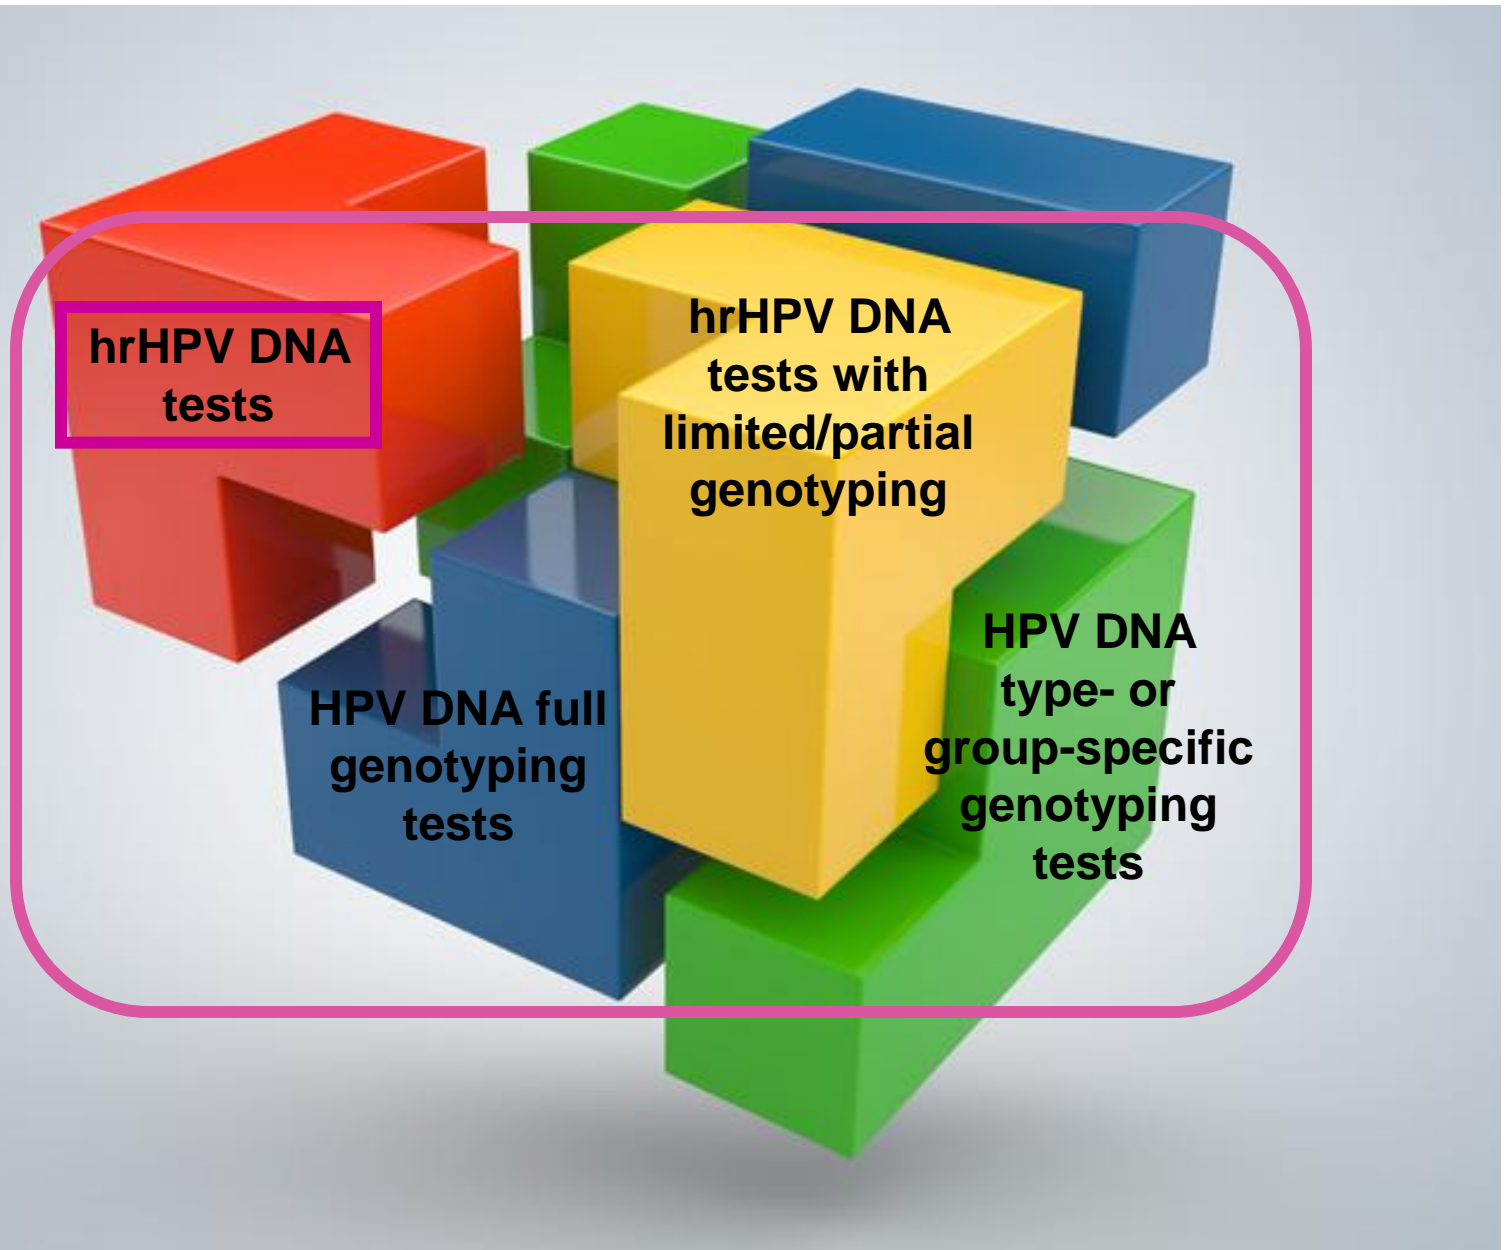 hrHPV DNA
tests
hrHPV DNA
tests with
limited/partial
genotyping
HPV DNA full
genotyping
tests
HPV DNA
type- or
group-specific
genotyping
tests